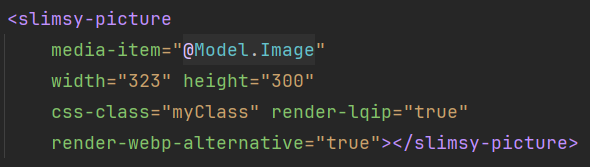 <slimsy-picture
media-item="@Model.Image"
width="323" height="300"
css-class="myClass" render-lqip="true"
render-webp-alternative="true"></slimsy-picture>